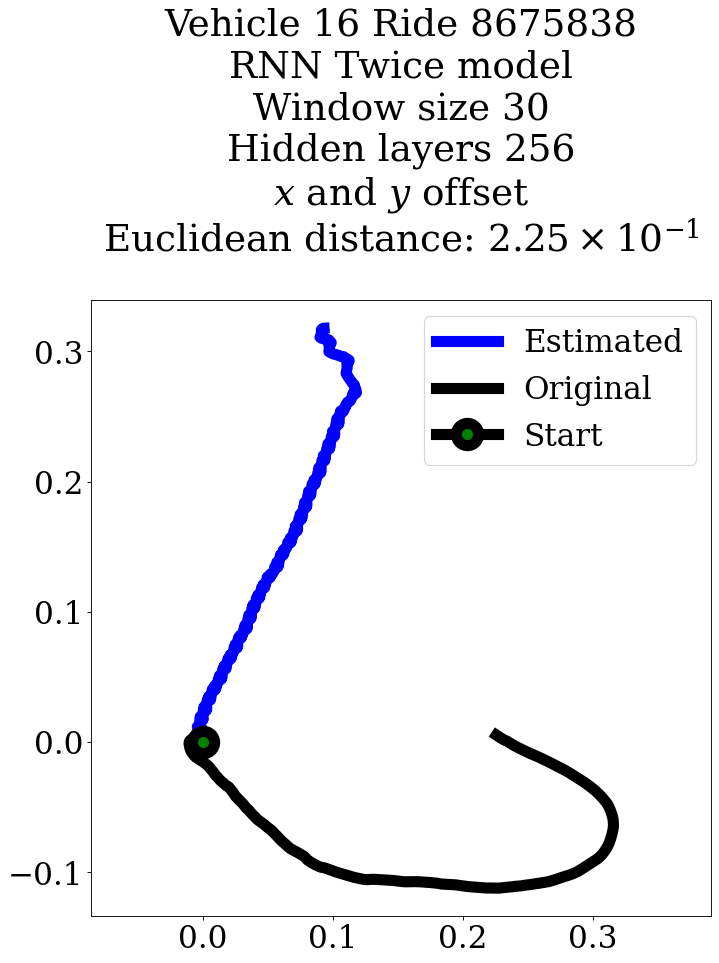 Vehicle 16 Ride 8675838
RNN Twice model
Window size 30
Hidden layers 256
x and y offset
Euclidean distance: 2.25 × 10⁻¹
Estimated
Original
Start
0.3
0.2
0.1
0.0
−0.1
0.0 0.1 0.2 0.3